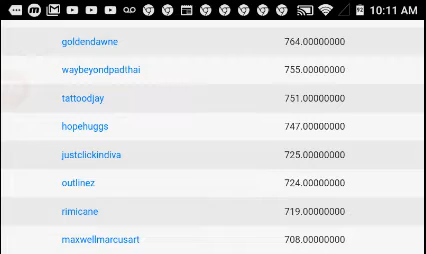 10:11 AM
goldendawne 764.00000000
waybeyondpadthai 755.00000000
tattoodjay 751.00000000
hopehuggs 747.00000000
justclickindiva 725.00000000
outlinez 724.00000000
rimicane 719.00000000
maxwellmarcusart 708.00000000